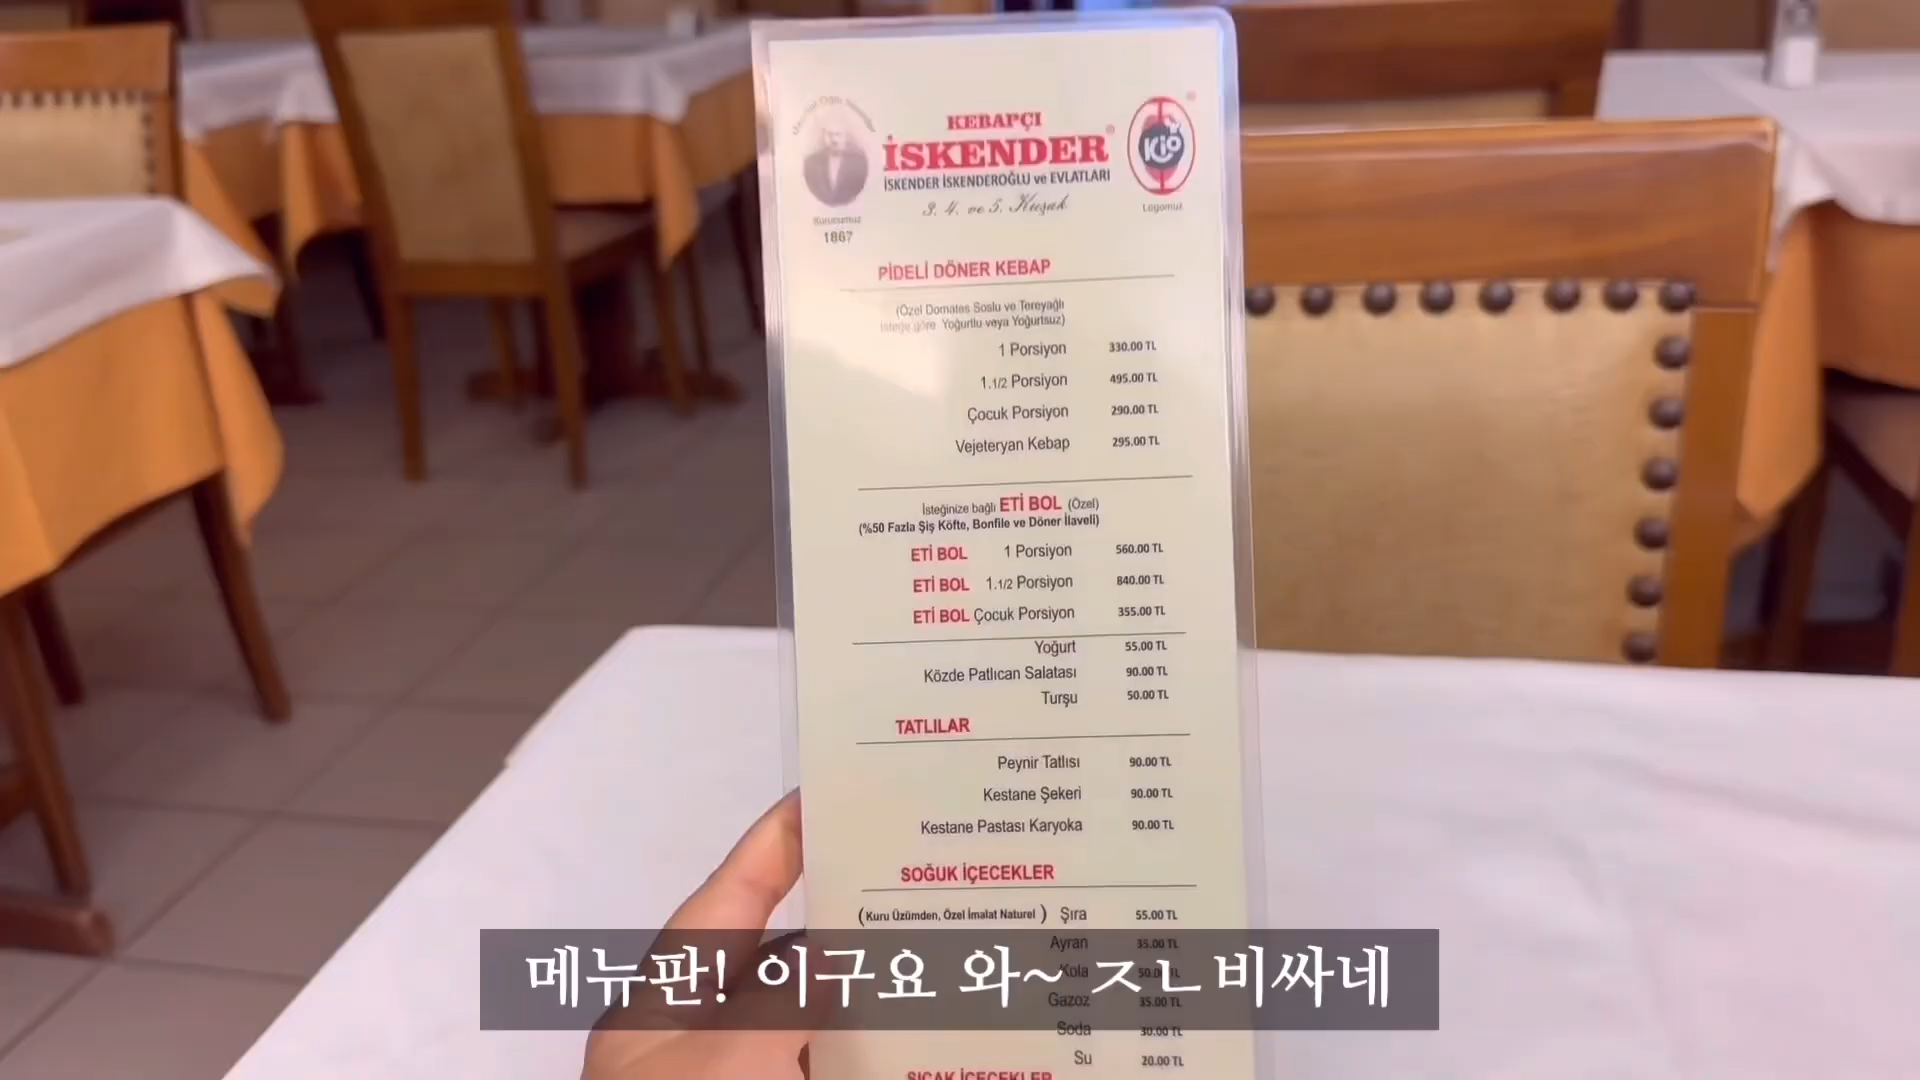 KEBAPÇI
İSKENDER®
İSKENDER İSKENDEROĞLU ve EVLATLARI
3. 4. ve 5. Kuşak
Kurucumuz
1867
KİO
®
Logomuz
PİDELİ DÖNER KEBAP
(Özel Domates Soslu ve Tereyağlı
İsteğe göre Yoğurtlu veya Yoğurtsuz)
1 Porsiyon 330.00 TL
1.1/2 Porsiyon 495.00 TL
Çocuk Porsiyon 290.00 TL
Vejeteryan Kebap 295.00 TL
İsteğinize bağlı ETİ BOL (Özel)
(%50 Fazla Şiş Köfte, Bonfile ve Döner İlaveli)
ETİ BOL 1 Porsiyon 560.00 TL
ETİ BOL 1.1/2 Porsiyon 840.00 TL
ETİ BOL Çocuk Porsiyon 355.00 TL
Yoğurt 55.00 TL
Közde Patlıcan Salatası 90.00 TL
Turşu 50.00 TL
TATLILAR
Peynir Tatlısı 90.00 TL
Kestane Şekeri 90.00 TL
Kestane Pastası Karyoka 90.00 TL
SOĞUK İÇECEKLER
(Kuru Üzümden, Özel İmalat Naturel) Şıra 55.00 TL
Ayran 35.00 TL
Kola 50.00 TL
Gazoz 35.00 TL
Soda 30.00 TL
Su 20.00 TL
SICAK İÇECEKLER
메뉴판! 이구요 와~ ㅈㄴ비싸네